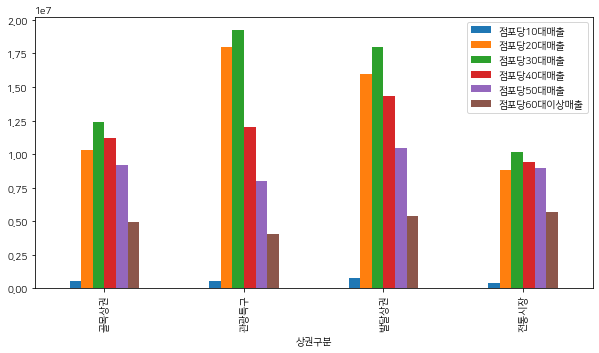 1e7
2,00
1,75
1,50
1,25
1,00
0,75
0,50
0,25
0,00
점포당10대매출
점포당20대매출
점포당30대매출
점포당40대매출
점포당50대매출
점포당60대이상매출
골목상권
관광특구
발달상권
전통시장
상권구분